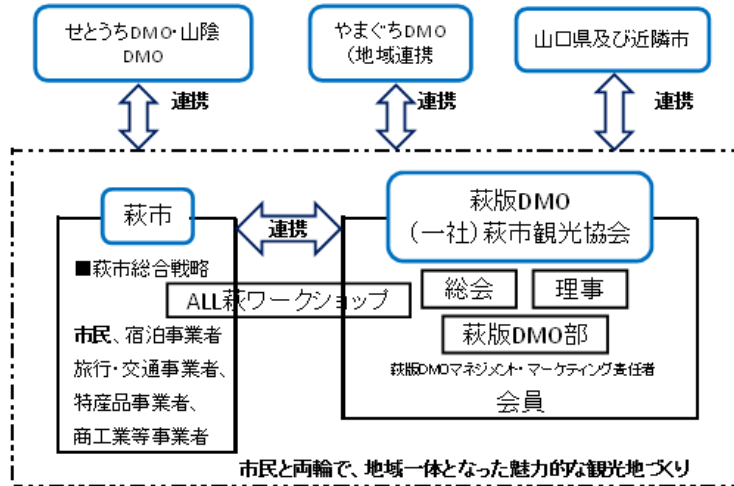 せとうちDMO・山陰
DMO
やまぐちDMO
(地域連携
山口県及び近隣市
連携
連携
連携
萩市
連携
萩版DMO
(一社)萩市観光協会
■萩市総合戦略
ALL萩ワークショップ
総会
理事
萩版DMO部
市民、宿泊事業者
旅行・交通事業者、
特産品事業者、
商工業等事業者
萩版DMOマネジメント・マーケティング責任者
会員
市民と両輪で、地域一体となった魅力的な観光地づくり